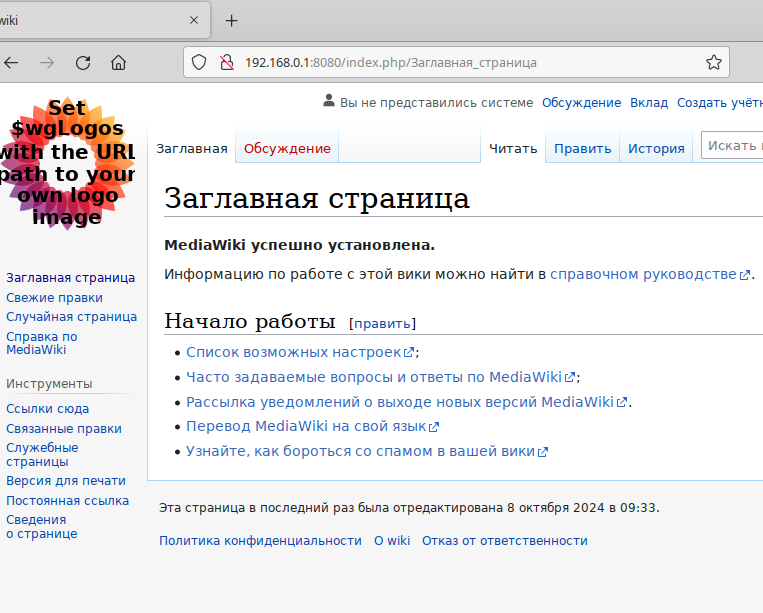 wiki
192.168.0.1:8080/index.php/Заглавная_страница
Set
$wgLogos
with the URL
path to your
own logo
image
Вы не представились системе Обсуждение Вклад Создать учётн
Заглавная Обсуждение Читать Править История Искать
Заглавная страница
MediaWiki успешно установлена.
Информацию по работе с этой вики можно найти в справочном руководстве.
Начало работы [править]
Список возможных настроек;
Часто задаваемые вопросы и ответы по MediaWiki;
Рассылка уведомлений о выходе новых версий MediaWiki.
Перевод MediaWiki на свой язык
Узнайте, как бороться со спамом в вашей вики
Заглавная страница
Свежие правки
Случайная страница
Справка по
MediaWiki
Инструменты
Ссылки сюда
Связанные правки
Служебные
страницы
Версия для печати
Постоянная ссылка
Сведения
о странице
Эта страница в последний раз была отредактирована 8 октября 2024 в 09:33.
Политика конфиденциальности О wiki Отказ от ответственности